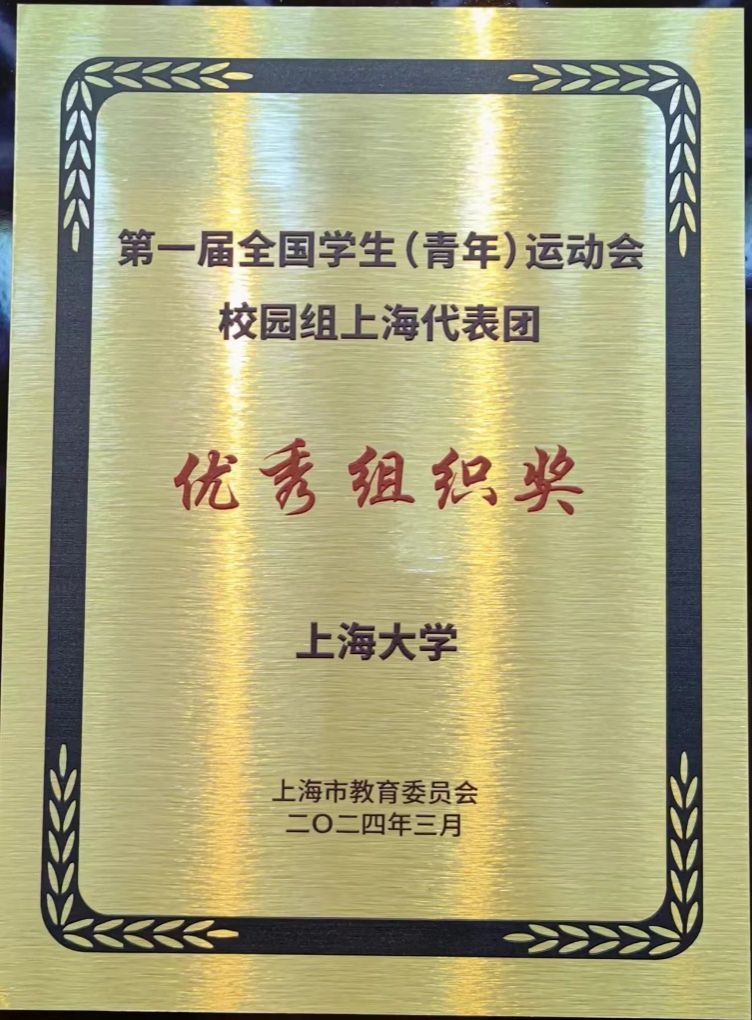 第一届全国学生（青年）运动会
校园组上海代表团
优秀组织奖
上海大学
上海市教育委员会
二〇二四年三月